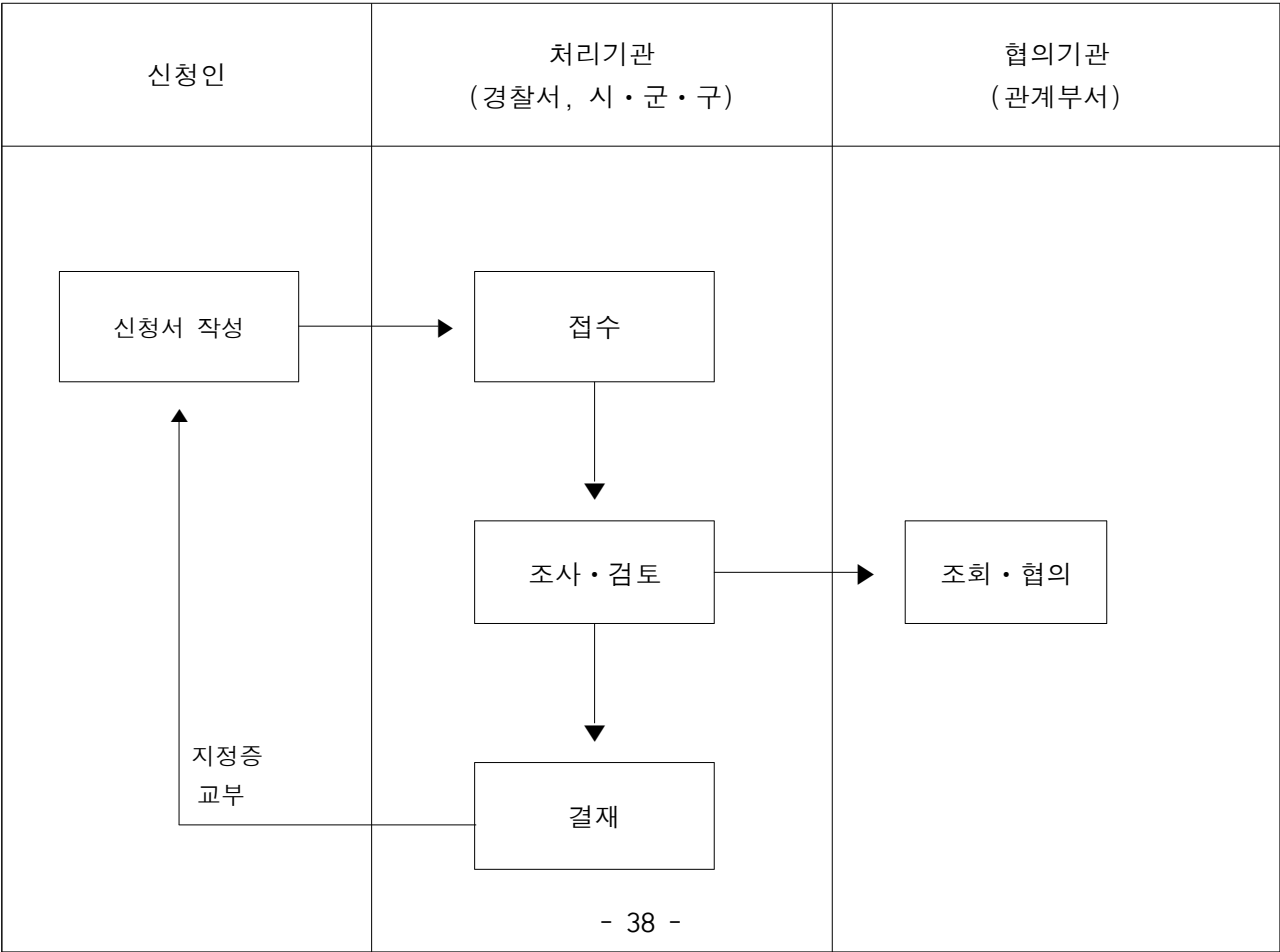 신청인
처리기관
(경찰서, 시・군・구)
협의기관
(관계부서)
신청서 작성
접수
조사・검토
조회・협의
지정증
교부
결재
- 38 -